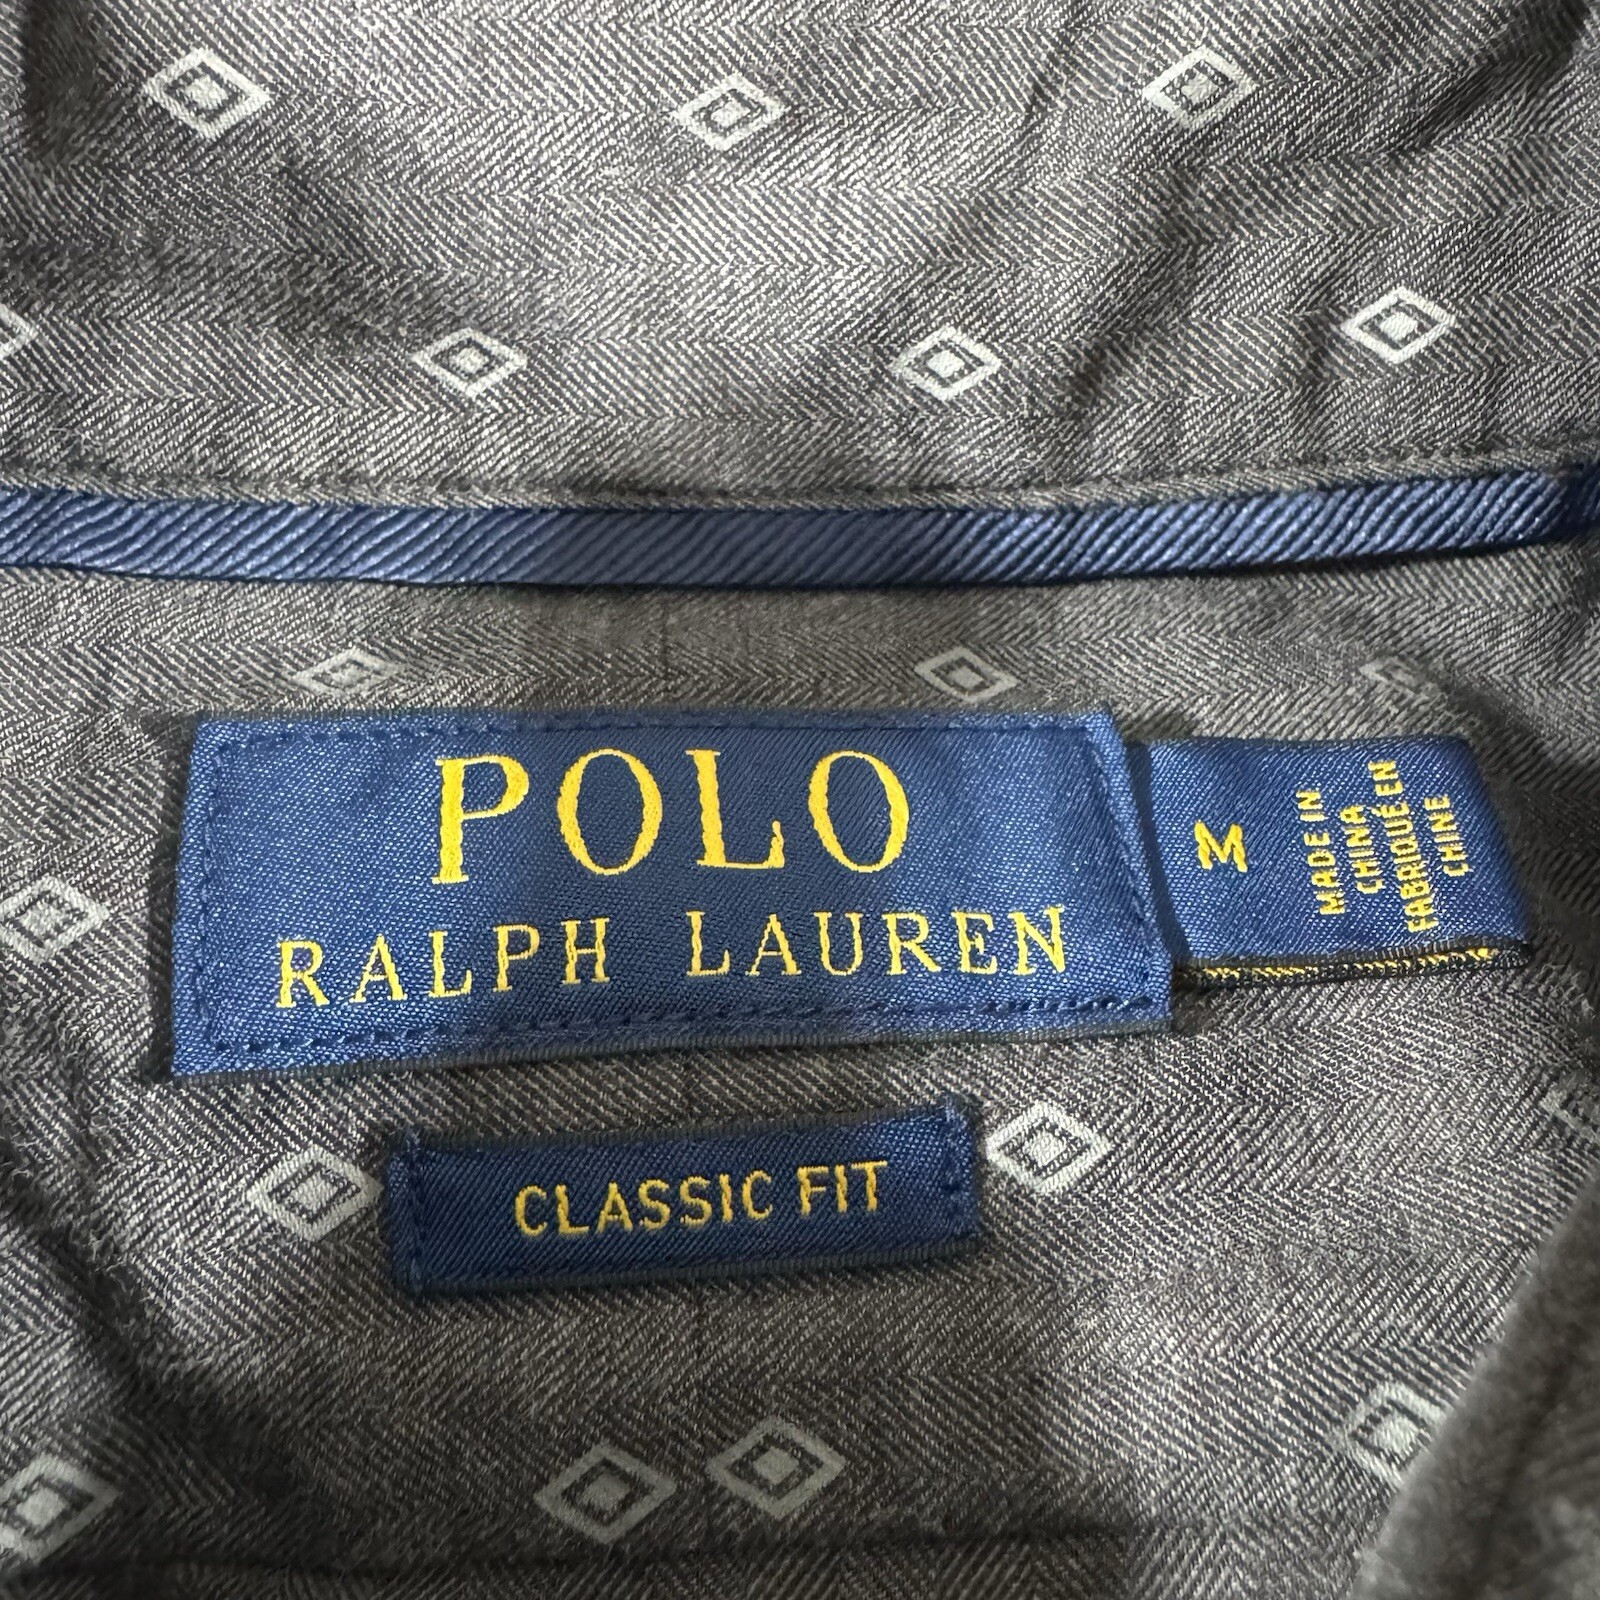 POLO
RALPH LAUREN
M
MADE IN
CHINA
FABRIQUÉ EN
CHINE
CLASSIC FIT